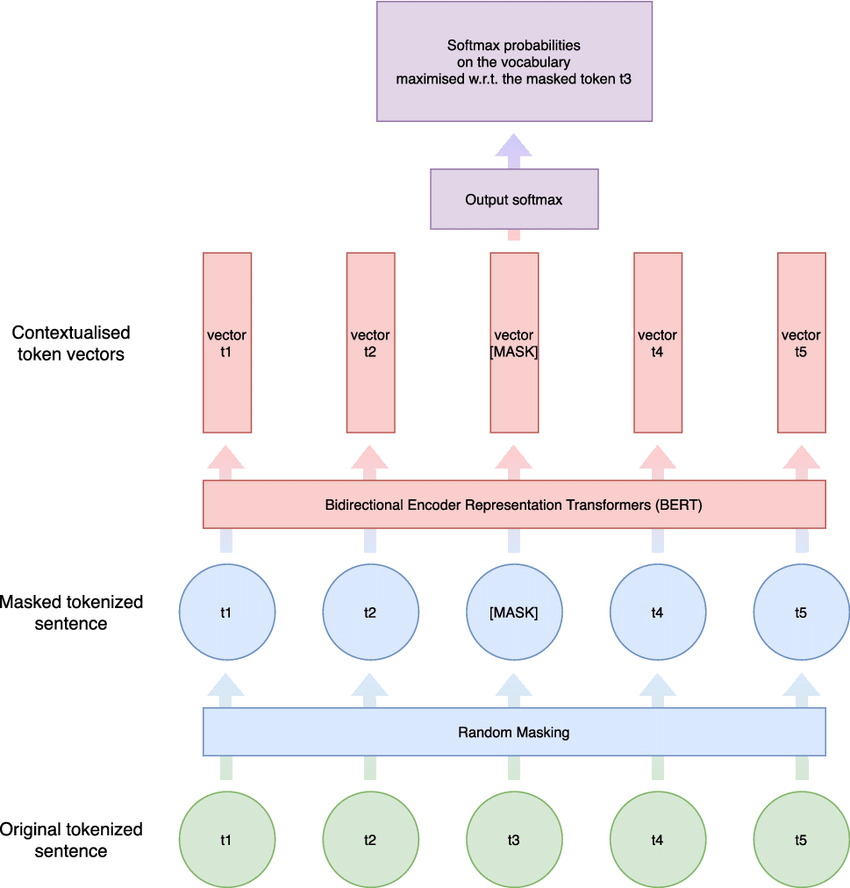 Softmax probabilities
on the vocabulary
maximised w.r.t. the masked token t3
Output softmax
Contextualised
token vectors
vector
t1
vector
t2
vector
[MASK]
vector
t4
vector
t5
Bidirectional Encoder Representation Transformers (BERT)
Masked tokenized
sentence
t1
t2
[MASK]
t4
t5
Random Masking
Original tokenized
sentence
t1
t2
t3
t4
t5